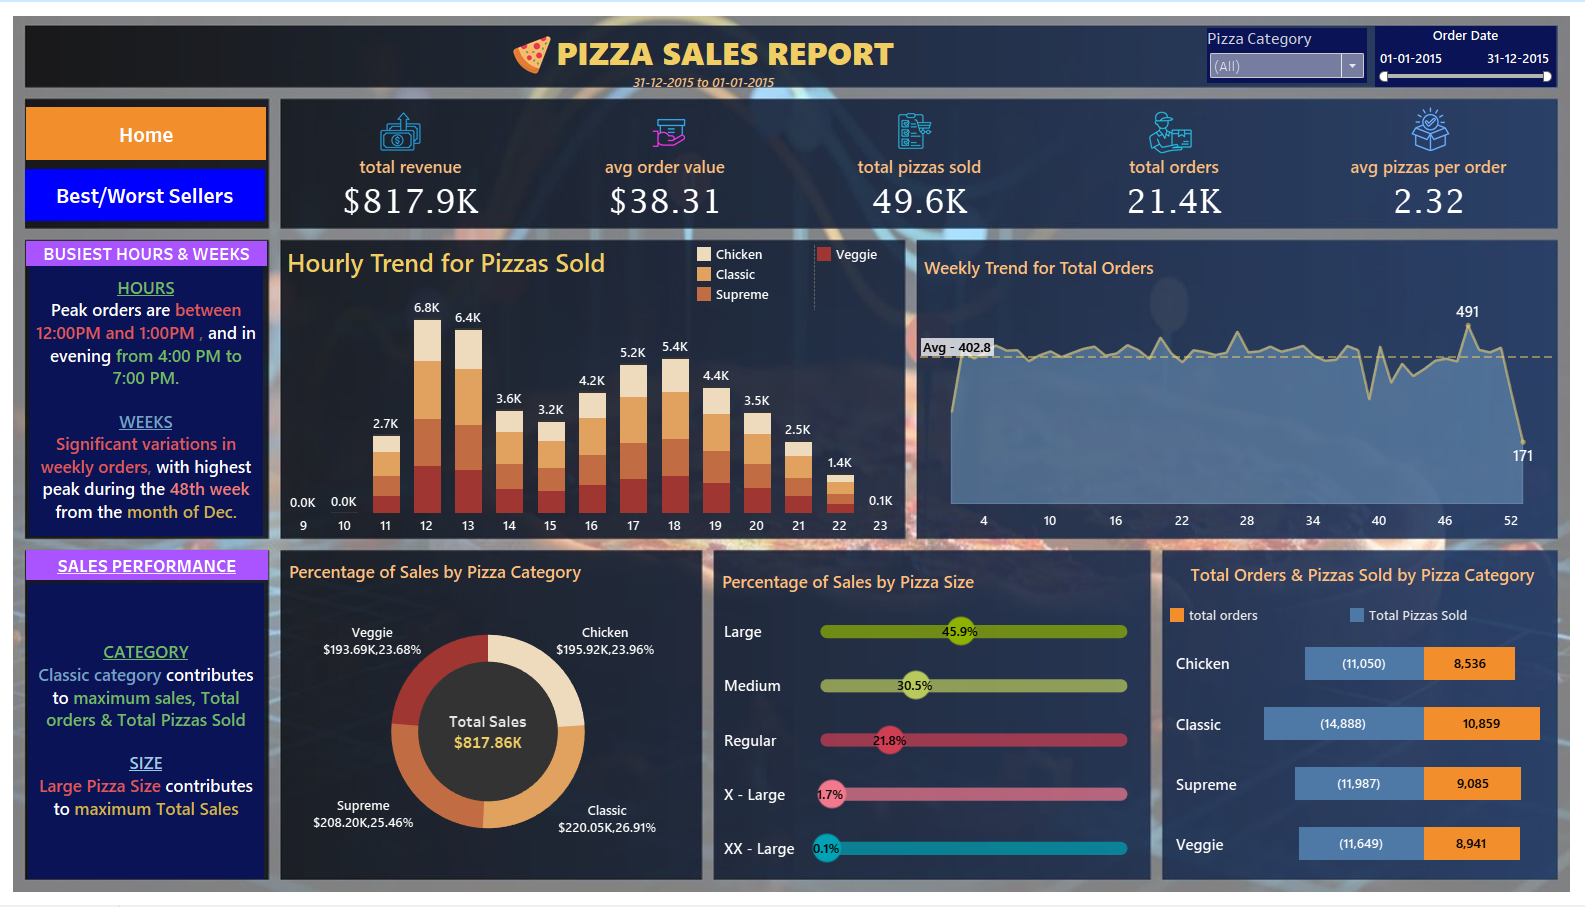 PIZZA SALES REPORT
31-12-2015 to 01-01-2015
Pizza Category
(All)
Order Date
01-01-2015 31-12-2015
Home
Best/Worst Sellers
total revenue
$817.9K
avg order value
$38.31
total pizzas sold
49.6K
total orders
21.4K
avg pizzas per order
2.32
BUSIEST HOURS & WEEKS
HOURS
Peak orders are between
12:00PM and 1:00PM , and in
evening from 4:00 PM to
7:00 PM.
WEEKS
Significant variations in
weekly orders, with highest
peak during the 48th week
from the month of Dec.
Hourly Trend for Pizzas Sold
Chicken
Classic
Supreme
Veggie
0.0K 0.0K 2.7K 6.8K 6.4K 3.6K 3.2K 4.2K 5.2K 5.4K 4.4K 3.5K 2.5K 1.4K 0.1K
9 10 11 12 13 14 15 16 17 18 19 20 21 22 23
Weekly Trend for Total Orders
491
Avg - 402.8
171
4 10 16 22 28 34 40 46 52
SALES PERFORMANCE
CATEGORY
Classic category contributes
to maximum sales, Total
orders & Total Pizzas Sold
SIZE
Large Pizza Size contributes
to maximum Total Sales
Percentage of Sales by Pizza Category
Veggie
$193.69K,23.68%
Chicken
$195.92K,23.96%
Total Sales
$817.86K
Supreme
$208.20K,25.46%
Classic
$220.05K,26.91%
Percentage of Sales by Pizza Size
Large 45.9%
Medium 30.5%
Regular 21.8%
X - Large 1.7%
XX - Large 0.1%
Total Orders & Pizzas Sold by Pizza Category
total orders Total Pizzas Sold
Chicken (11,050) 8,536
Classic (14,888) 10,859
Supreme (11,987) 9,085
Veggie (11,649) 8,941